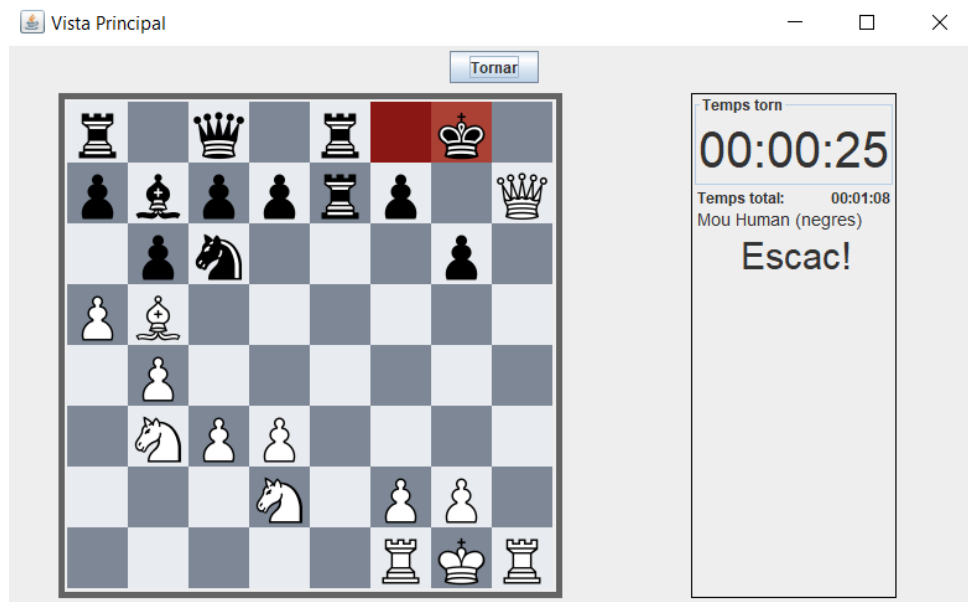 Vista Principal
Tornar
Temps torn
00:00:25
Temps total: 00:01:08
Mou Human (negres)
Escac!